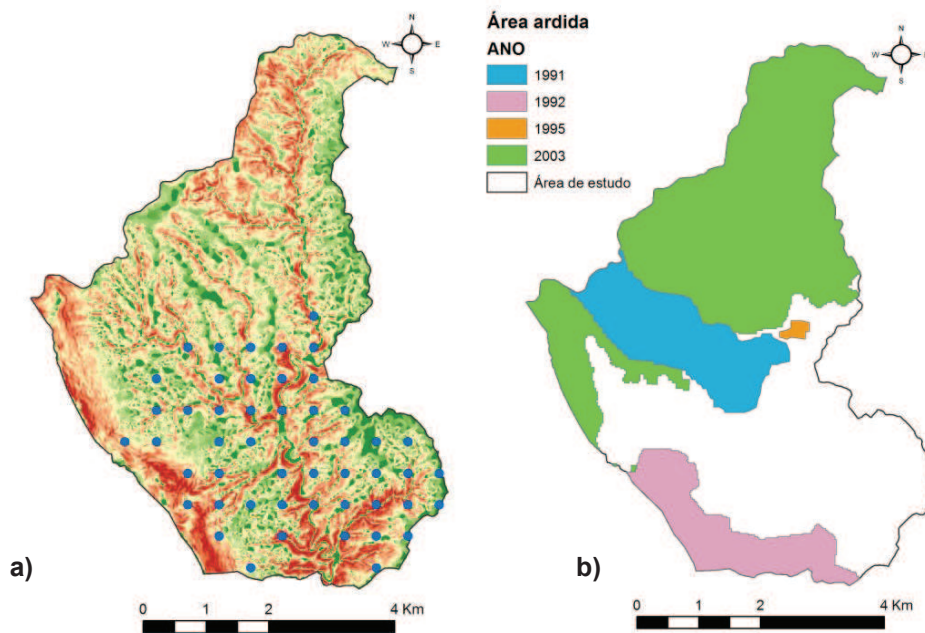 N
W E
S
a)
0 1 2 4 Km
Área ardida
ANO
1991
1992
1995
2003
Área de estudo
N
W E
S
b)
0 1 2 4 Km